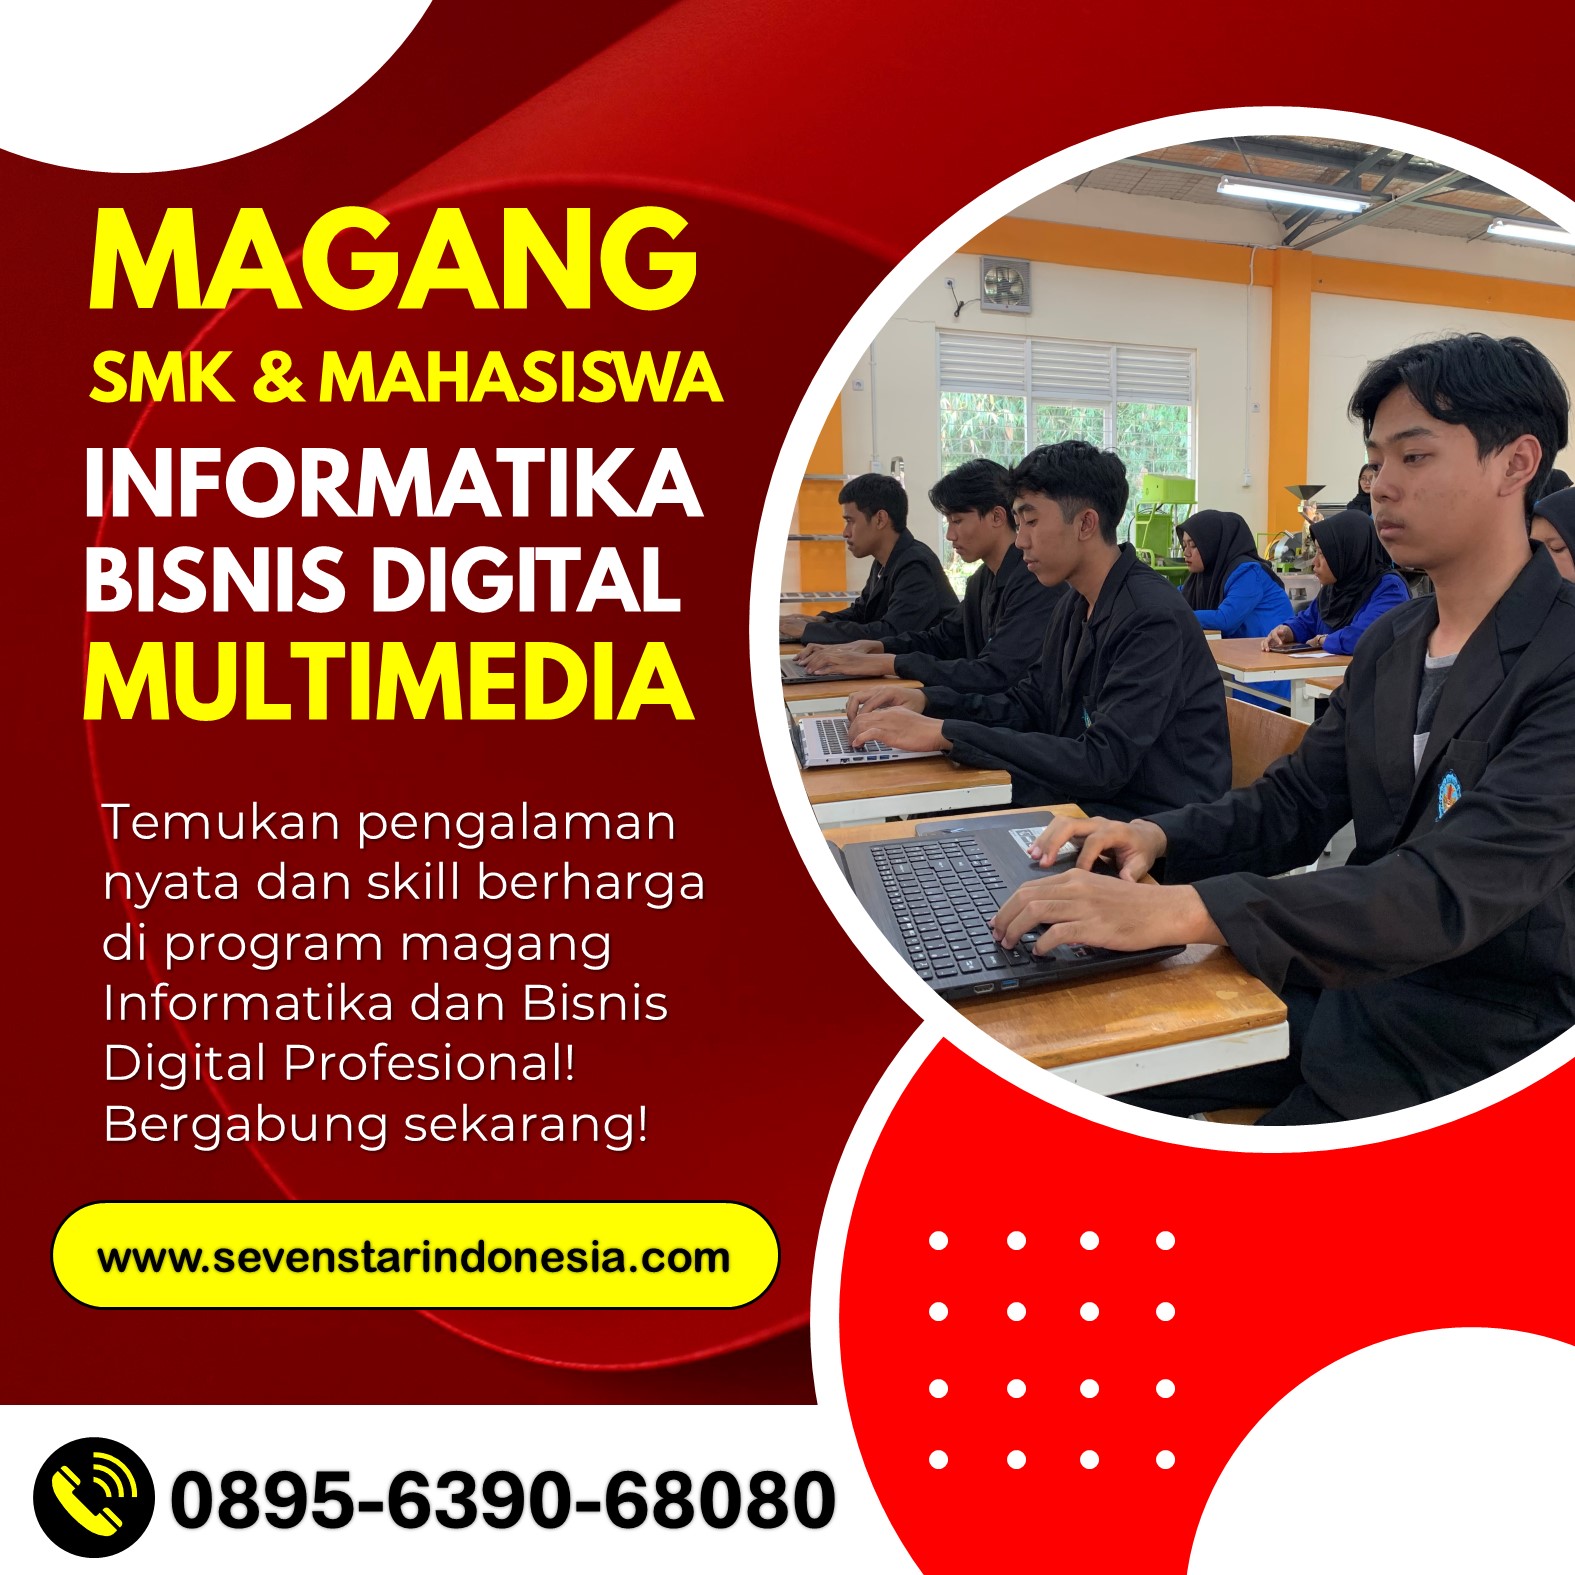 MAGANG
SMK & MAHASISWA
INFORMATIKA
BISNIS DIGITAL
MULTIMEDIA
Temukan pengalaman
nyata dan skill berharga
di program magang
Informatika dan Bisnis
Digital Profesional!
Bergabung sekarang!
www.sevenstarindonesia.com
0895-6390-68080